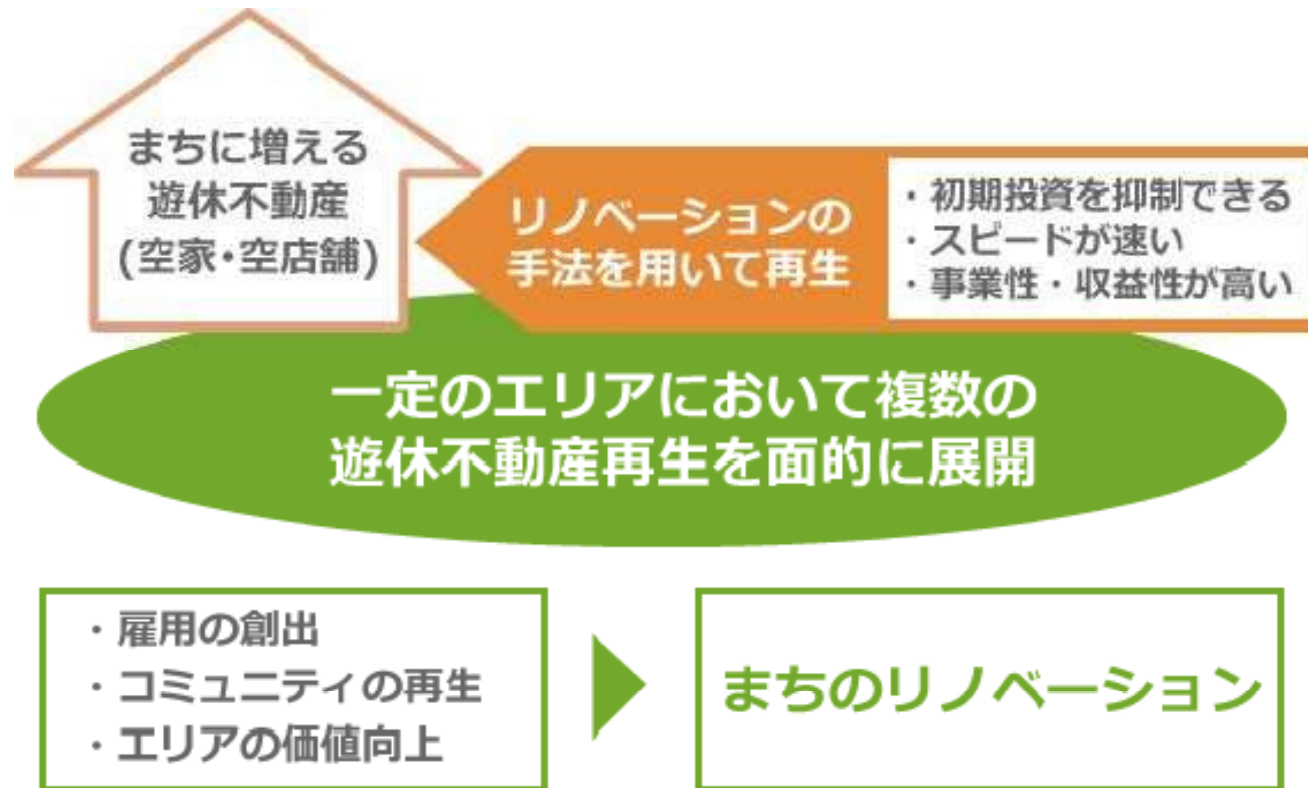 まちに増える
遊休不動産
(空家・空店舗)
リノベーションの
手法を用いて再生
・初期投資を抑制できる
・スピードが速い
・事業性・収益性が高い
一定のエリアにおいて複数の
遊休不動産再生を面的に展開
・雇用の創出
・コミュニティの再生
・エリアの価値向上
まちのリノベーション